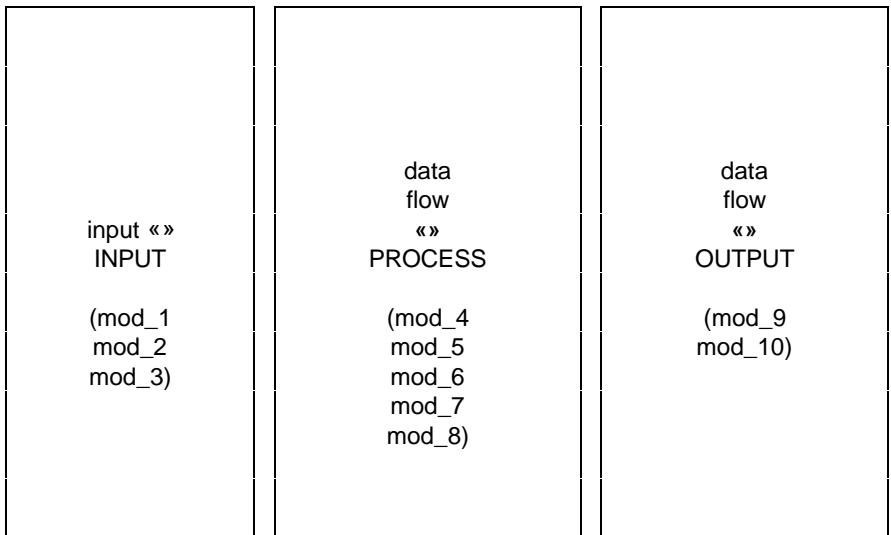 input «»
INPUT
(mod_1
mod_2
mod_3)
data
flow
«»
PROCESS
(mod_4
mod_5
mod_6
mod_7
mod_8)
data
flow
«»
OUTPUT
(mod_9
mod_10)